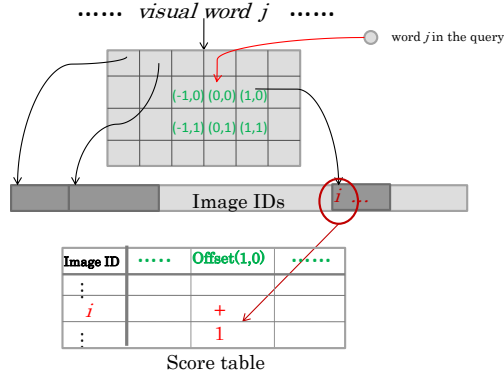 ...... visual word j ......
word j in the query
(-1,0) (0,0) (1,0)
(-1,1) (0,1) (1,1)
Image IDs
i ...
Image ID ..... Offset(1,0) ......
⋮
i +
⋮ 1
Score table